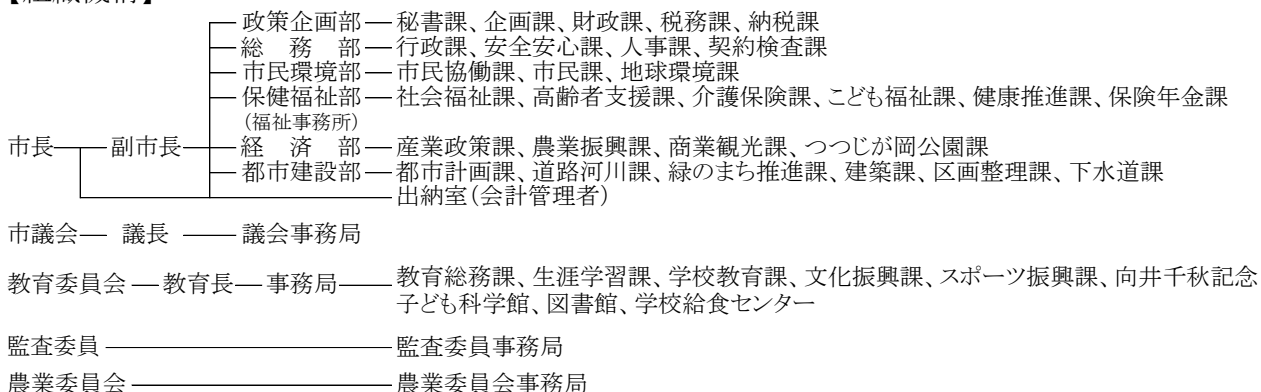 【組織機構】
政策企画部 秘書課、企画課、財政課、税務課、納税課
総務部 行政課、安全安心課、人事課、契約検査課
市民環境部 市民協働課、市民課、地球環境課
保健福祉部 社会福祉課、高齢者支援課、介護保険課、こども福祉課、健康推進課、保険年金課
(福祉事務所)
市長 副市長 経済部 産業政策課、農業振興課、商業観光課、つつじが岡公園課
都市建設部 都市計画課、道路河川課、緑のまち推進課、建築課、区画整理課、下水道課
出納室(会計管理者)
市議会 議長 議会事務局
教育委員会 教育長 事務局 教育総務課、生涯学習課、学校教育課、文化振興課、スポーツ振興課、向井千秋記念
子ども科学館、図書館、学校給食センター
監査委員 監査委員事務局
農業委員会 農業委員会事務局